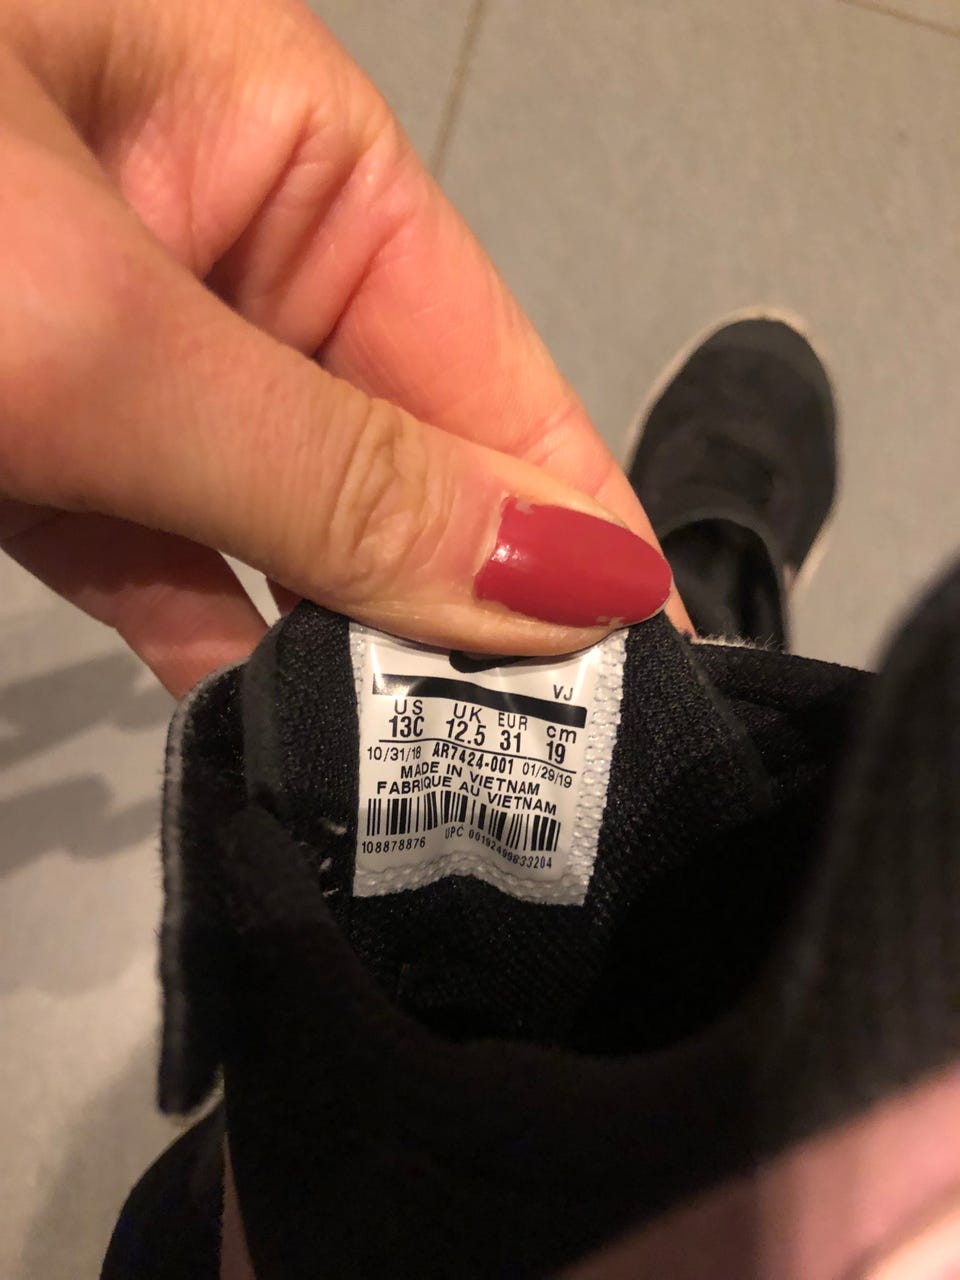 VJ
US UK EUR cm
13C 12.5 31 19
10/31/18 AR7424-001 01/29/19
MADE IN VIETNAM
FABRIQUE AU VIETNAM
108878876 UPC